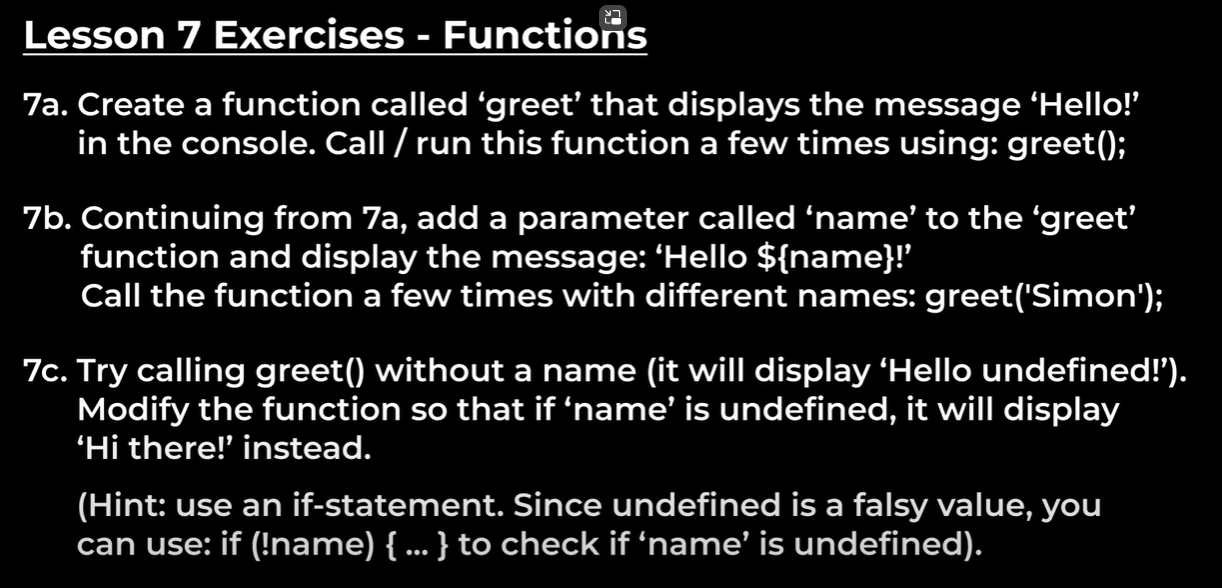 Lesson 7 Exercises - Functions
7a. Create a function called ‘greet’ that displays the message ‘Hello!’
in the console. Call / run this function a few times using: greet();
7b. Continuing from 7a, add a parameter called ‘name’ to the ‘greet’
function and display the message: ‘Hello ${name}!’
Call the function a few times with different names: greet('Simon');
7c. Try calling greet() without a name (it will display ‘Hello undefined!’).
Modify the function so that if ‘name’ is undefined, it will display
‘Hi there!’ instead.
(Hint: use an if-statement. Since undefined is a falsy value, you
can use: if (!name) { ... } to check if ‘name’ is undefined).